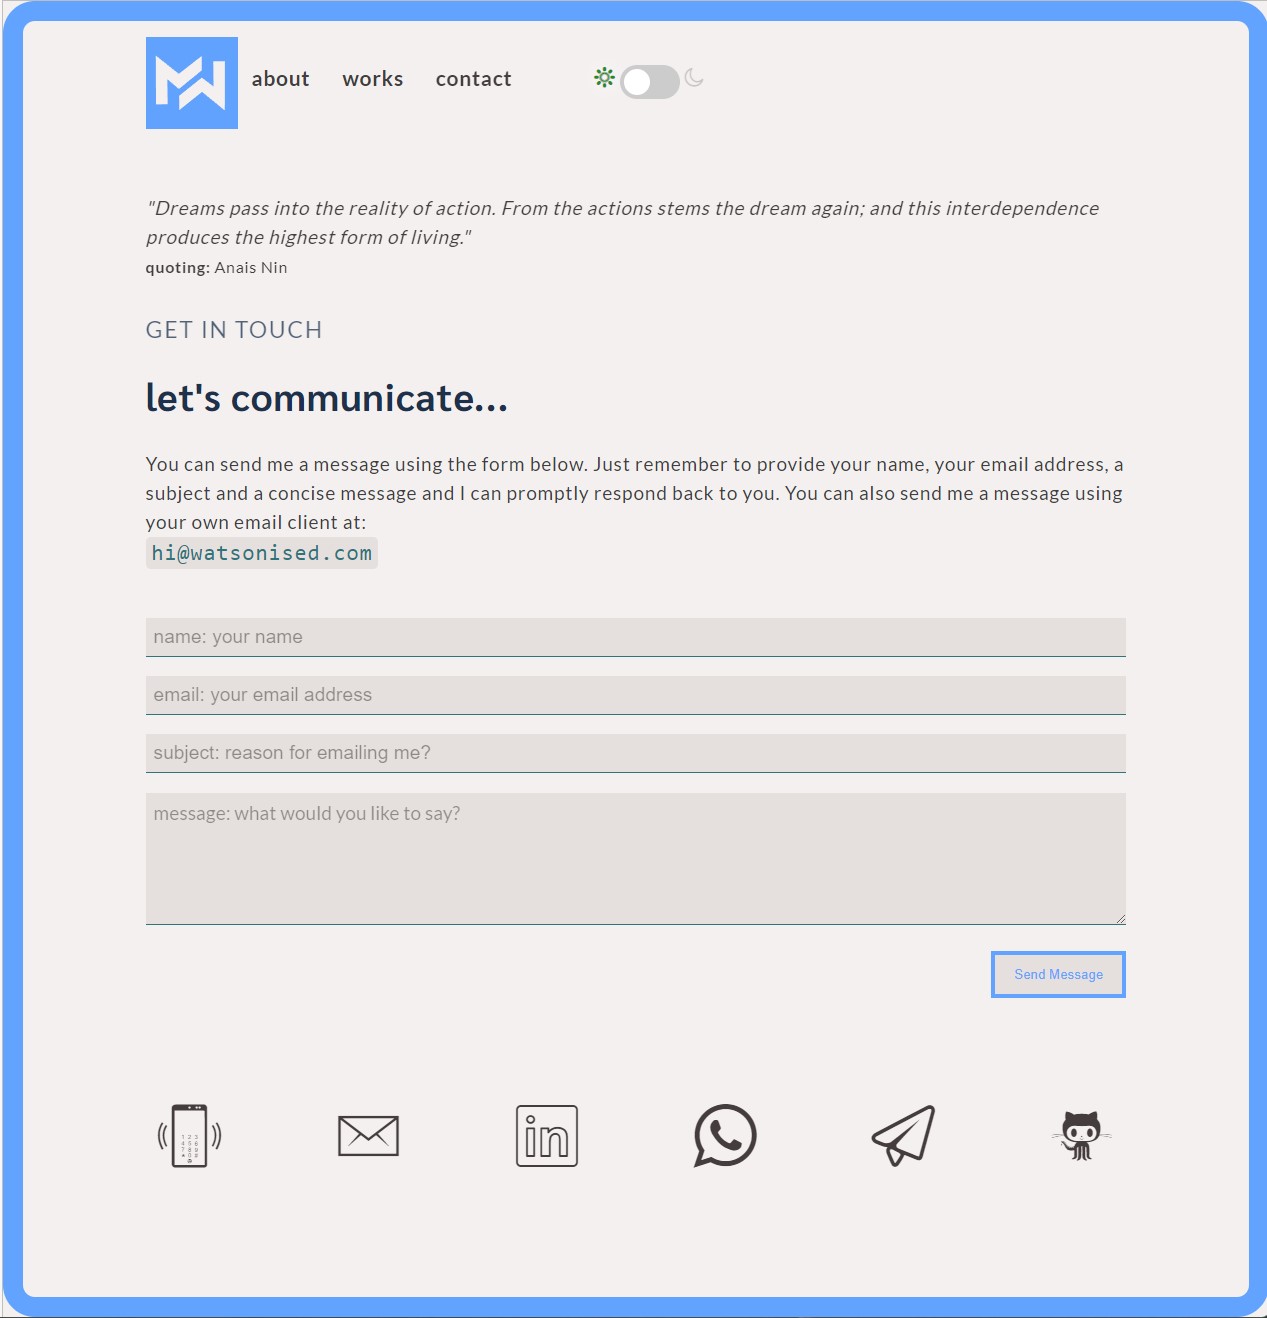 about works contact
"Dreams pass into the reality of action. From the actions stems the dream again; and this interdependence
produces the highest form of living."
quoting: Anais Nin
GET IN TOUCH
let's communicate...
You can send me a message using the form below. Just remember to provide your name, your email address, a
subject and a concise message and I can promptly respond back to you. You can also send me a message using
your own email client at:
hi@watsonised.com
name: your name
email: your email address
subject: reason for emailing me?
message: what would you like to say?
Send Message
in